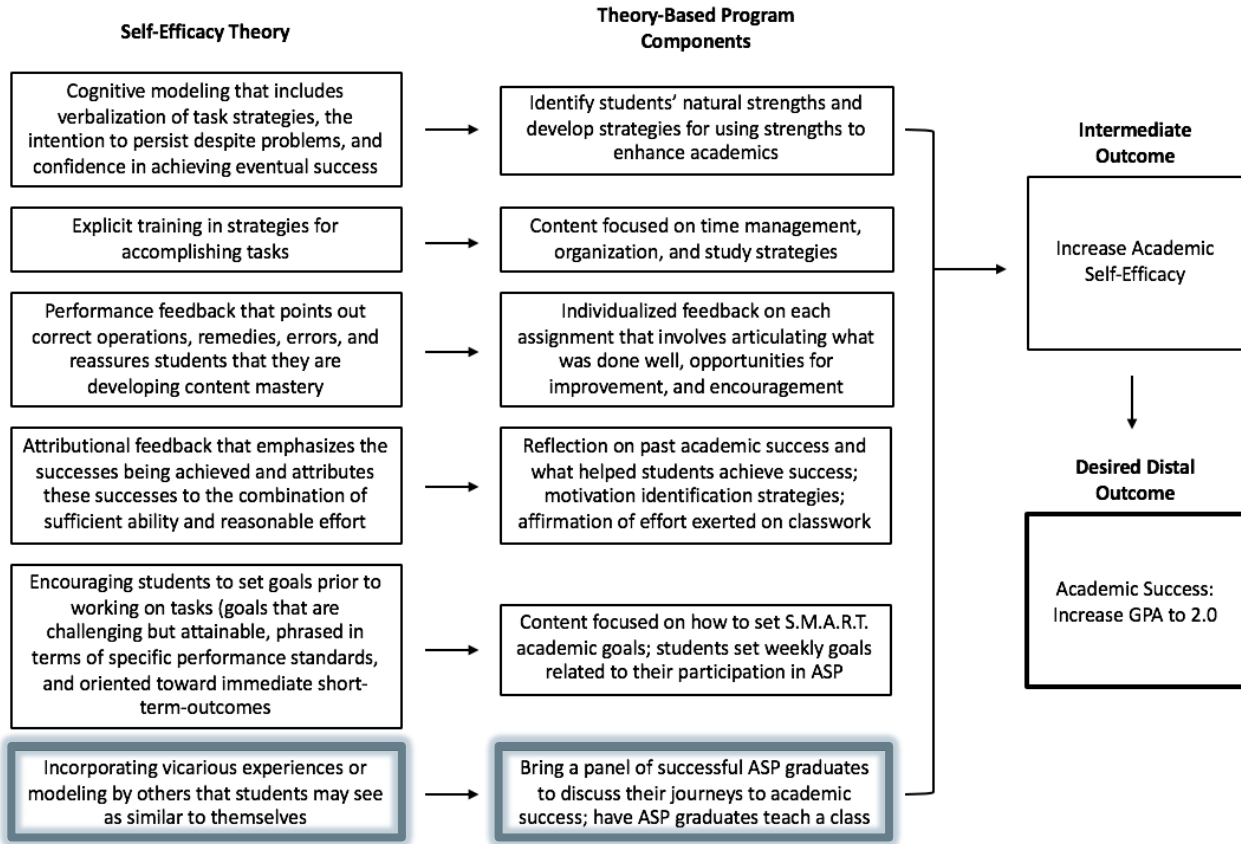 Self-Efficacy Theory
Theory-Based Program
Components
Cognitive modeling that includes
verbalization of task strategies, the
intention to persist despite problems, and
confidence in achieving eventual success
Identify students' natural strengths and
develop strategies for using strengths to
enhance academics
Explicit training in strategies for
accomplishing tasks
Content focused on time management,
organization, and study strategies
Performance feedback that points out
correct operations, remedies, errors, and
reassures students that they are
developing content mastery
Individualized feedback on each
assignment that involves articulating what
was done well, opportunities for
improvement, and encouragement
Attributional feedback that emphasizes the
successes being achieved and attributes
these successes to the combination of
sufficient ability and reasonable effort
Reflection on past academic success and
what helped students achieve success;
motivation identification strategies;
affirmation of effort exerted on classwork
Encouraging students to set goals prior to
working on tasks (goals that are
challenging but attainable, phrased in
terms of specific performance standards,
and oriented toward immediate short-
term-outcomes
Content focused on how to set S.M.A.R.T.
academic goals; students set weekly goals
related to their participation in ASP
Incorporating vicarious experiences or
modeling by others that students may see
as similar to themselves
Bring a panel of successful ASP graduates
to discuss their journeys to academic
success; have ASP graduates teach a class
Intermediate
Outcome
Increase Academic
Self-Efficacy
Desired Distal
Outcome
Academic Success:
Increase GPA to 2.0